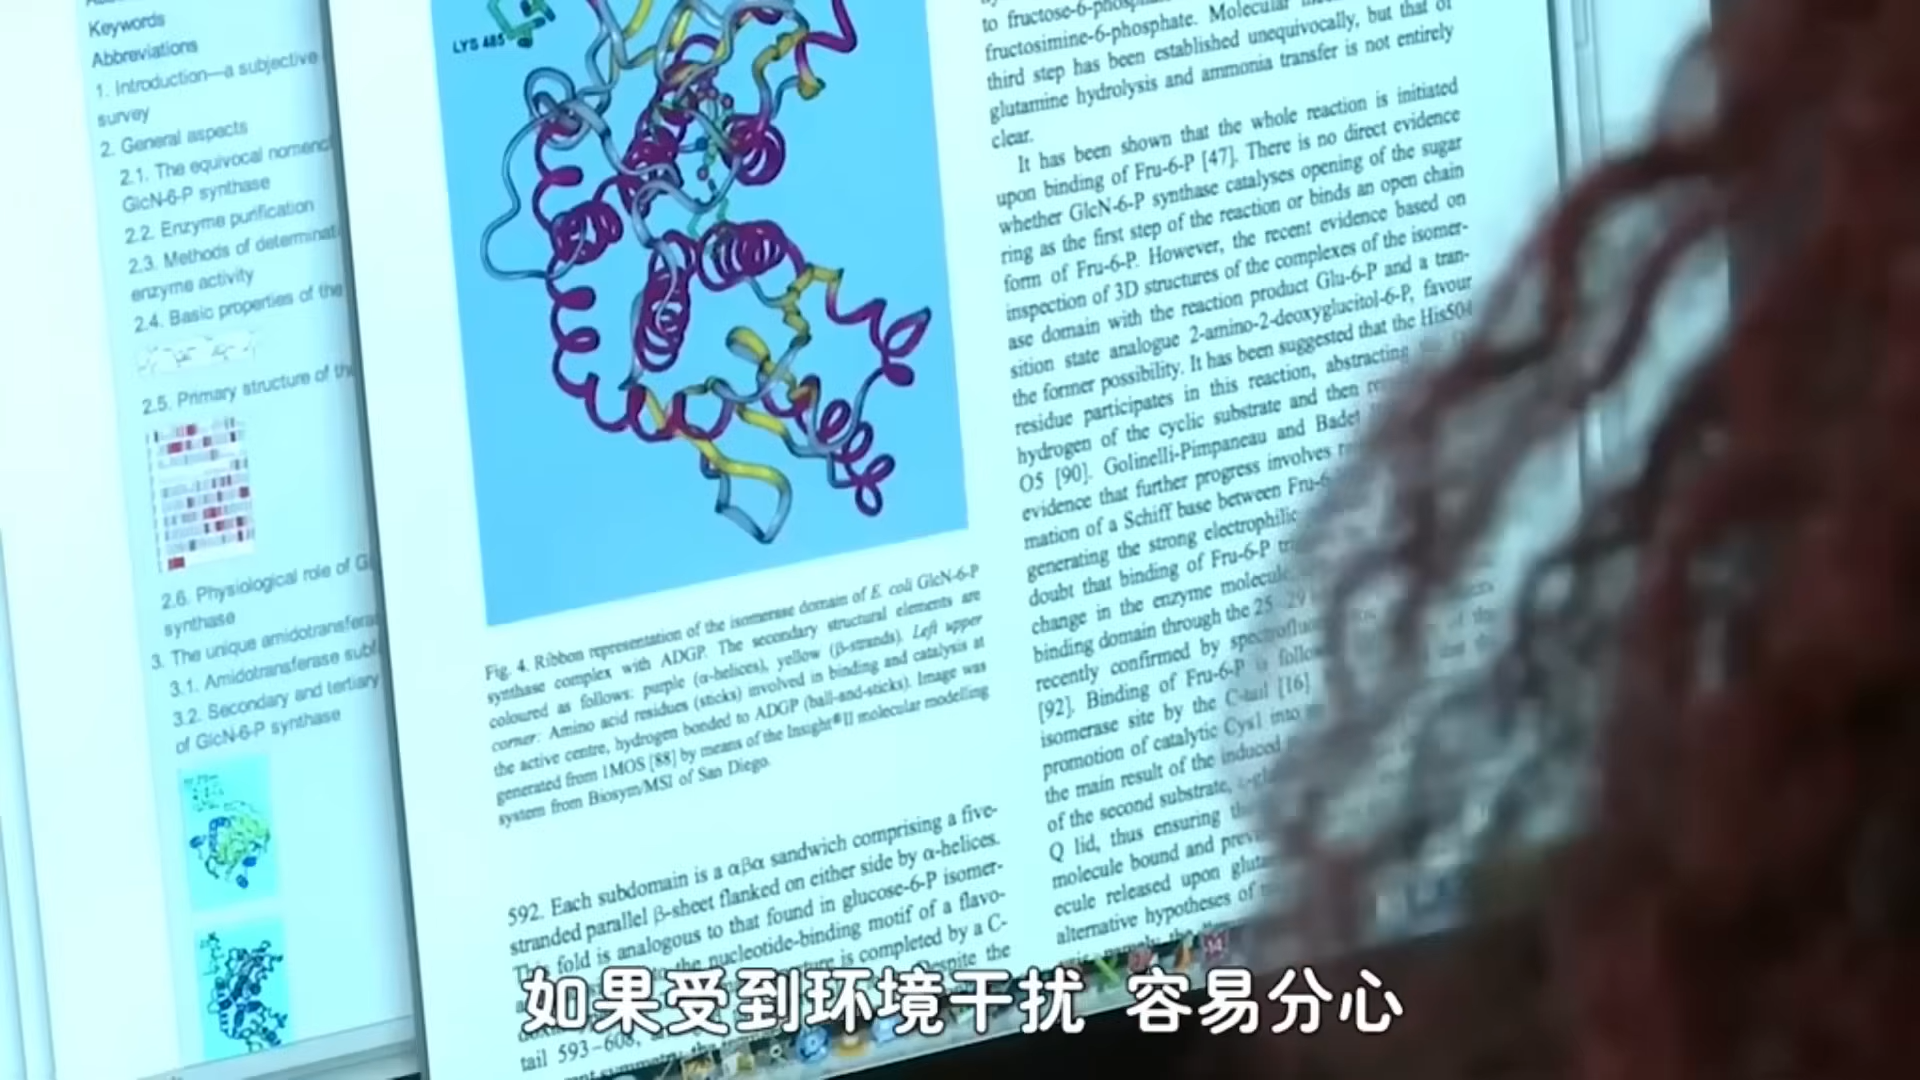 Keywords
Abbreviations
1. Introduction—a subjective
survey
2. General aspects
2.1. The equivocal
GlcN-6-P synthase
2.2. Enzyme purification
2.3. Methods of
enzyme activity
2.4. Basic properties of the
2.5. Primary structure of
2.6. Physiological role of
synthase
3. The unique
3.1. Amidotransferase
3.2. Secondary and tertiary
of GlcN-6-P synthase
LYS 485
Fig. 4. Ribbon representation of the isomerase domain of E. coli GlcN-6-P
synthase complex with ADGP. The secondary structural elements are
coloured as follows: purple (α-helices), yellow (β-strands). Left upper
corner: Amino acid residues (sticks) involved in binding and catalysis at
the active centre, hydrogen bonded to ADGP (ball-and-sticks). Image was
generated from 1MOS [88] by means of the Insight®II molecular modelling
system from Biosym/MSI of San Diego.
592. Each subdomain is a αβα sandwich comprising a five-
stranded parallel β-sheet flanked on either side by α-helices.
This fold is analogous to that found in glucose-6-P isomer-
the nucleotide-binding motif of a flavo-
is completed by a C-
Despite the
tail 593–608,
to
fructosimine-6-phosphate. Molecular
third step has been established unequivocally, but that of
glutamine hydrolysis and ammonia transfer is not entirely
clear.
It has been shown that the whole reaction is initiated
upon binding of Fru-6-P [47]. There is no direct evidence
whether GlcN-6-P synthase catalyses opening of the sugar
ring as the first step of the reaction or binds an open chain
form of Fru-6-P. However, the recent evidence based on
inspection of 3D structures of the complexes of the isomer-
ase domain with the reaction product Glu-6-P and a tran-
sition state analogue 2-amino-2-deoxyglucitol-6-P, favour
the former possibility. It has been suggested that the His504
residue participates in this reaction, abstracting
hydrogen of the cyclic substrate and then
O5 [90]. Golinelli-Pimpaneau and Badet
evidence that further progress involves
mation of a Schiff base between
generating the strong electrophilic
doubt that binding of Fru-6-P
change in the enzyme
binding domain through the
recently confirmed by
[92]. Binding of Fru-6-P is
isomerase site by the C-tail [16]
promotion of catalytic Cys1 into
the main result of the induced
of the second substrate,
Q lid, thus ensuring
molecule bound and
ecule released upon
alternative hypotheses of
如果受到环境干扰 容易分心